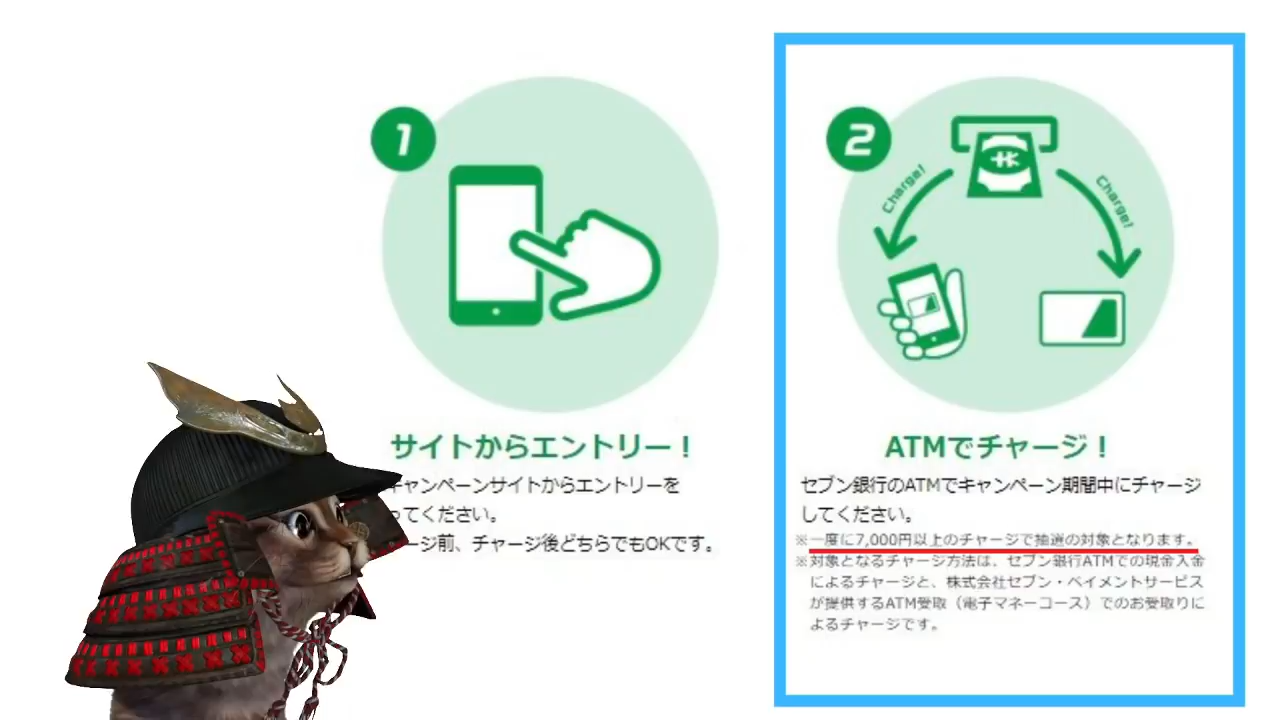 1
サイトからエントリー！
キャンペーンサイトからエントリーを
ってください。
ージ前、チャージ後どちらでもOKです。
2
Charge!
Charge!
ATMでチャージ！
セブン銀行のATMでキャンペーン期間中にチャージ
してください。
※一度に7,000円以上のチャージで抽選の対象となります。
※対象となるチャージ方法は、セブン銀行ATMでの現金入金
によるチャージと、株式会社セブン・ペイメントサービス
が提供するATM受取（電子マネーコース）でのお受取りに
よるチャージです。